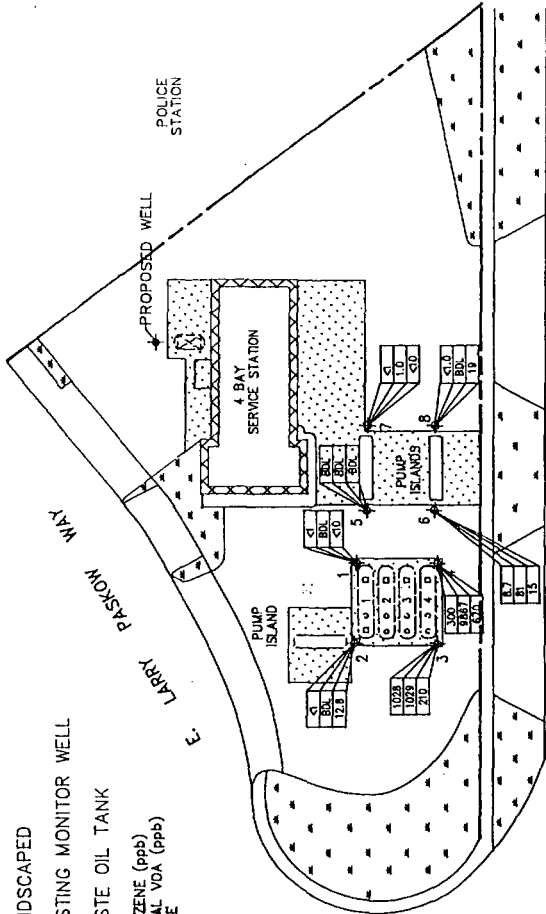 NDSCAPED
STING MONITOR WELL
STE OIL TANK
ZENE (ppb)
AL VOA (ppb)
E
E. LARRY PASKOW WAY
POLICE
STATION
PROPOSED WELL
4 BAY
SERVICE STATION
PUMP
ISLAND
PUMP
ISLANDS
<1
BDL
12.8
2
<1
BDL
<10
1
BDL
BDL
BDL
5
<1
1.0
<10
7
<1.0
BDL
19
8
8.7
81
15
6
1028
1029
210
3
300
9867
670
2
3
4